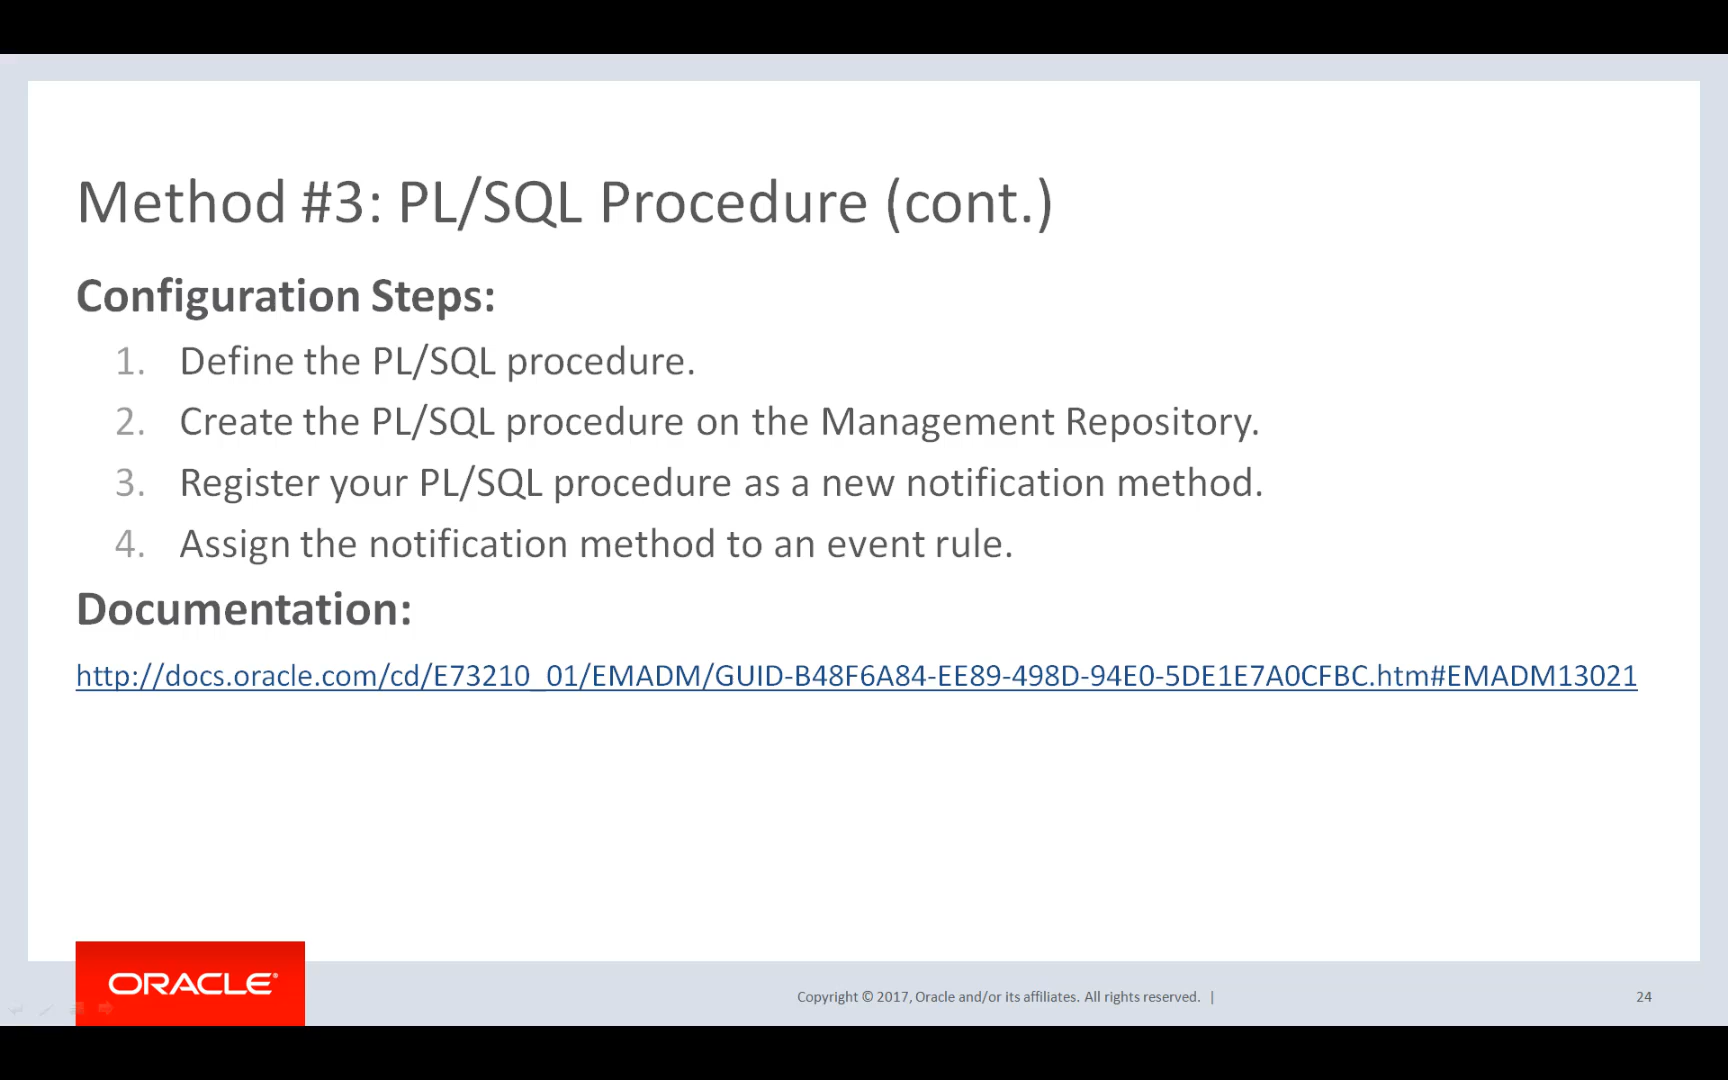 Method #3: PL/SQL Procedure (cont.)
Configuration Steps:
1. Define the PL/SQL procedure.
2. Create the PL/SQL procedure on the Management Repository.
3. Register your PL/SQL procedure as a new notification method.
4. Assign the notification method to an event rule.
Documentation:
http://docs.oracle.com/cd/E73210_01/EMADM/GUID-B48F6A84-EE89-498D-94E0-5DE1E7A0CFBC.htm#EMADM13021
ORACLE®
Copyright © 2017, Oracle and/or its affiliates. All rights reserved. |
24